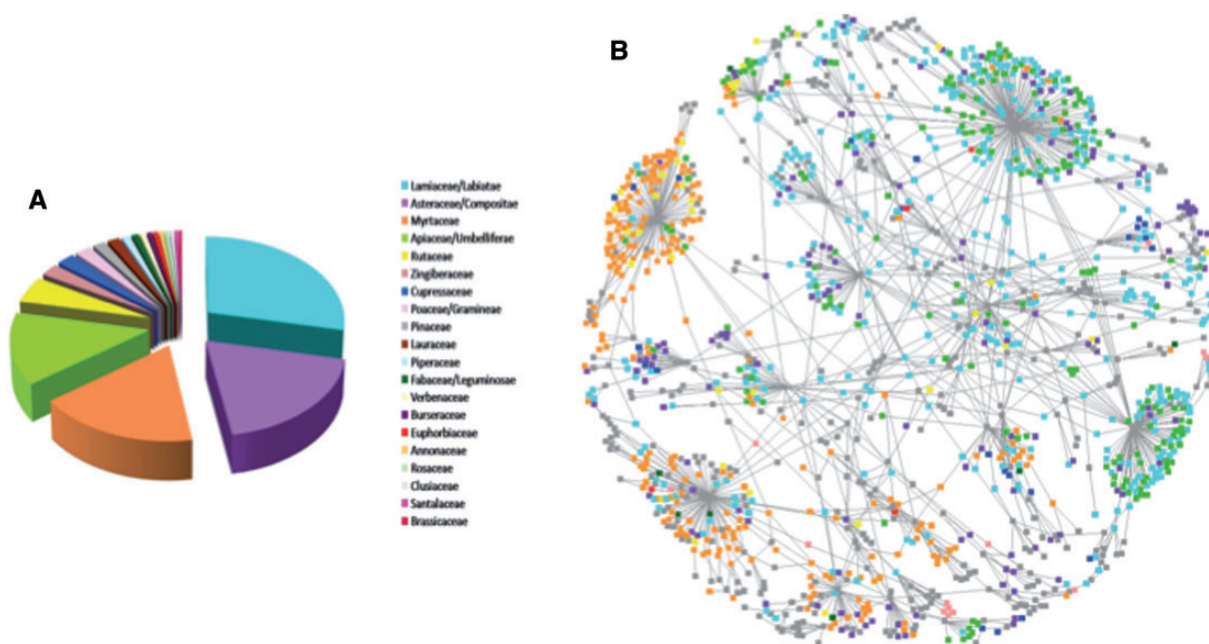 A
Lamiaceae/Labiatae
Asteraceae/Compositae
Myrtaceae
Apiaceae/Umbelliferae
Rutaceae
Zingiberaceae
Cupressaceae
Poaceae/Gramineae
Pinaceae
Lauraceae
Piperaceae
Fabaceae/Leguminosae
Verbenaceae
Burseraceae
Euphorbiaceae
Annonaceae
Rosaceae
Clusiaceae
Santalaceae
Brassicaceae
B